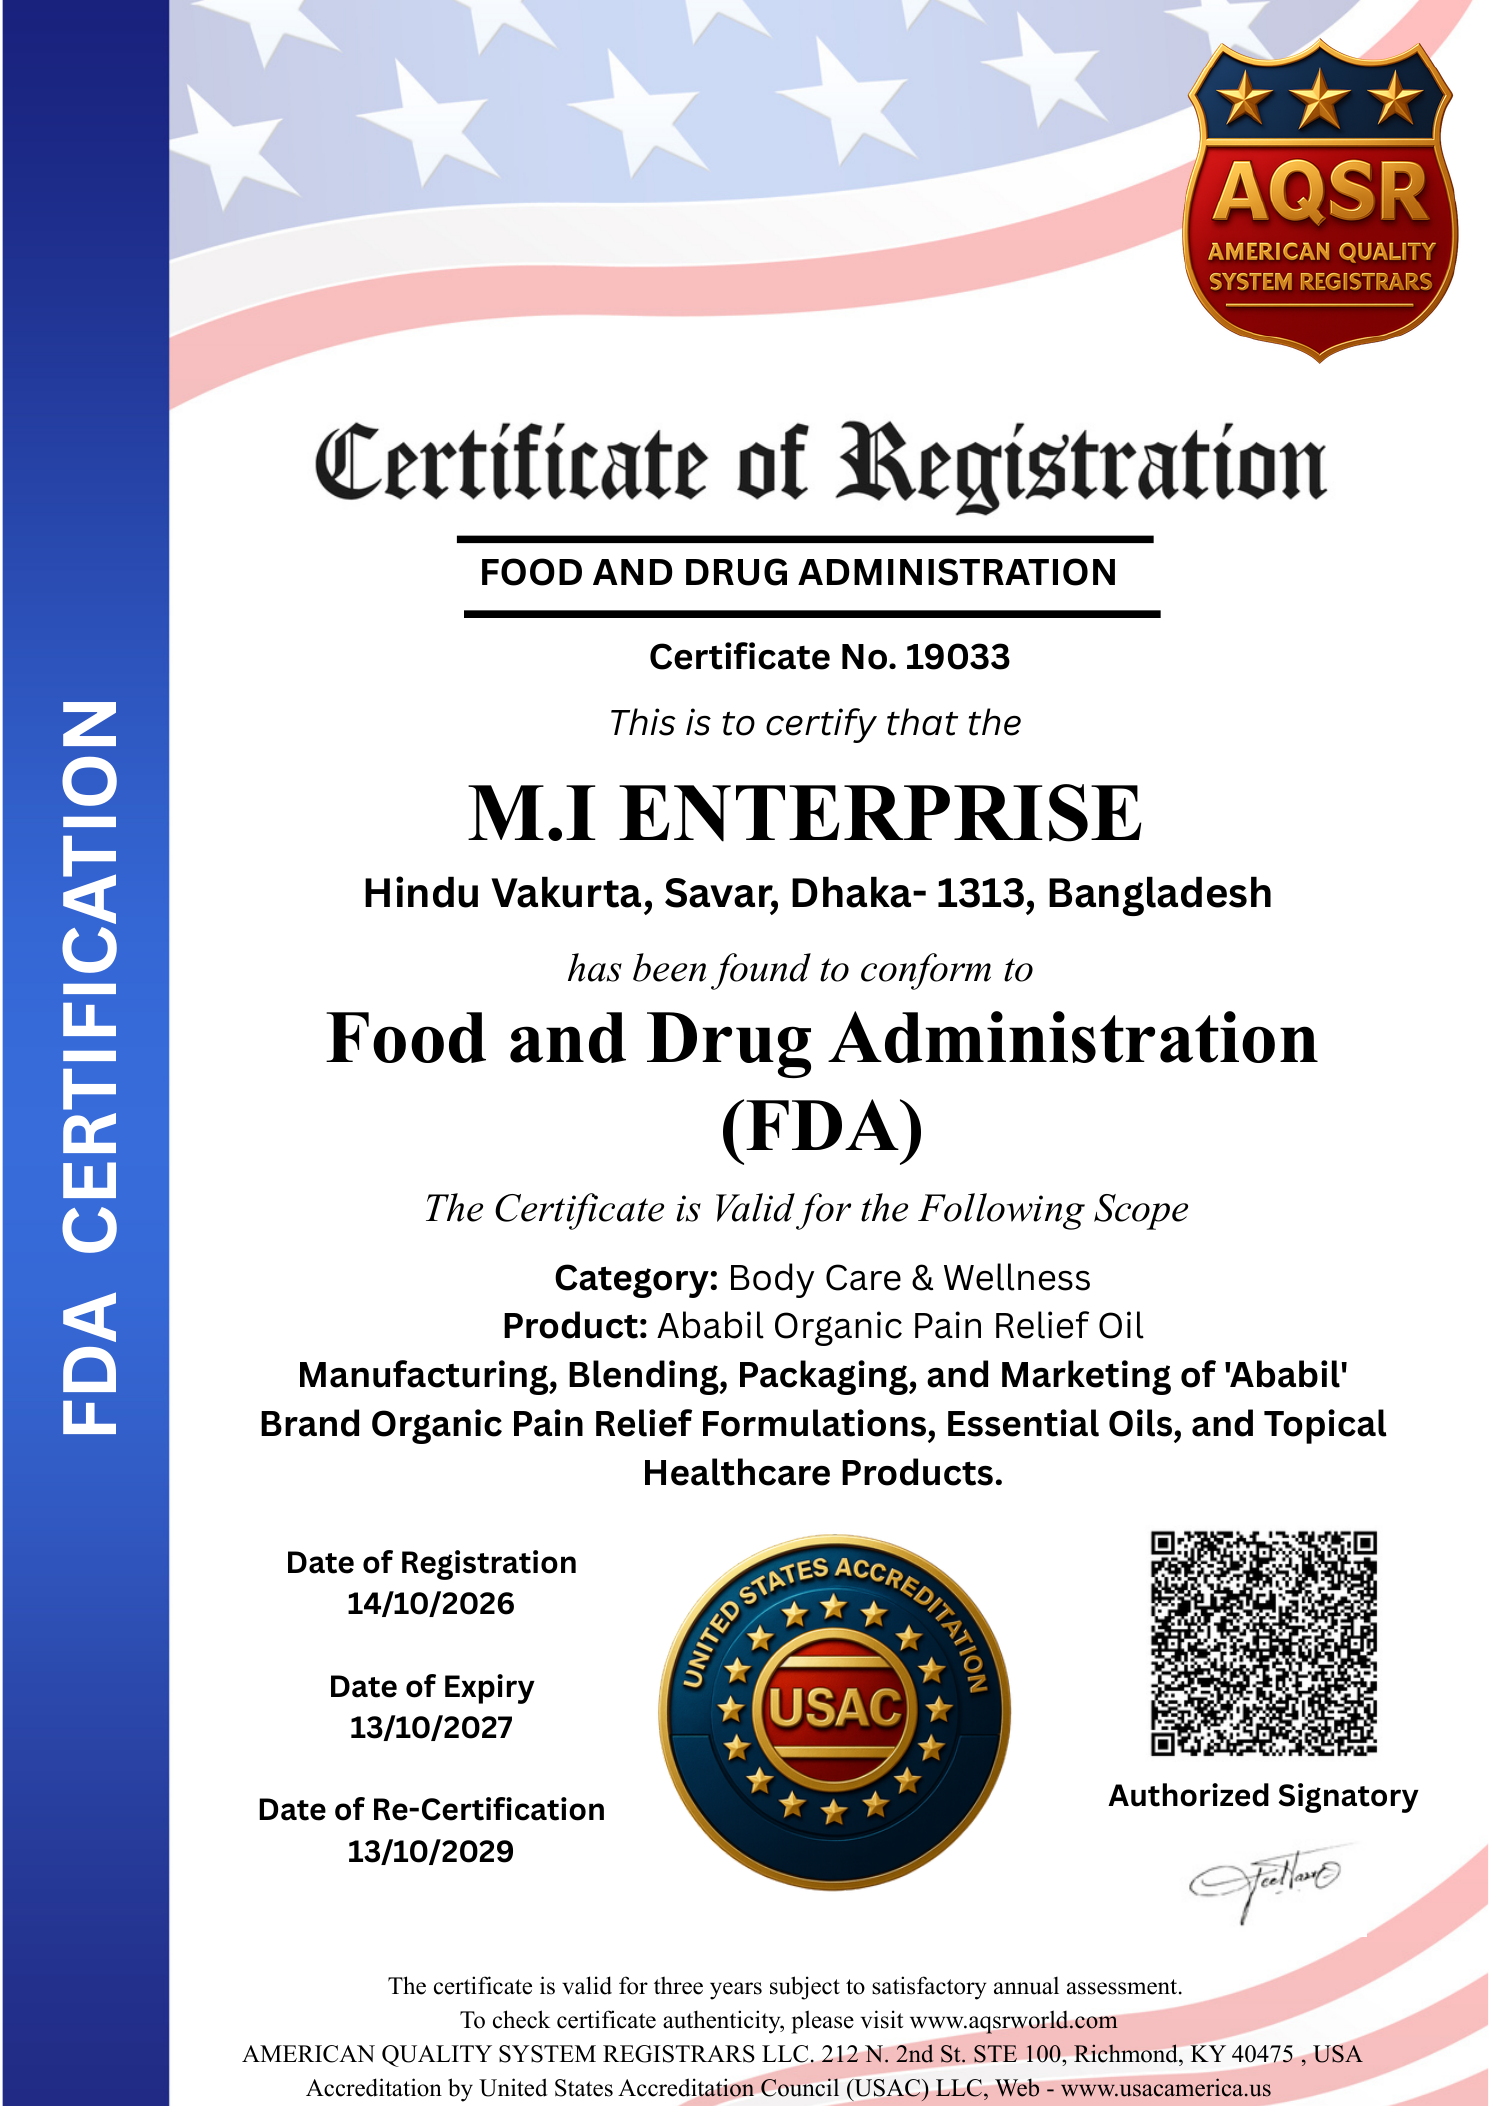 AQSR
AMERICAN QUALITY
SYSTEM REGISTRARS
FDA CERTIFICATION
Certificate of Registration
FOOD AND DRUG ADMINISTRATION
Certificate No. 19033
This is to certify that the
M.I ENTERPRISE
Hindu Vakurta, Savar, Dhaka- 1313, Bangladesh
has been found to conform to
Food and Drug Administration
(FDA)
The Certificate is Valid for the Following Scope
Category: Body Care & Wellness
Product: Ababil Organic Pain Relief Oil
Manufacturing, Blending, Packaging, and Marketing of 'Ababil'
Brand Organic Pain Relief Formulations, Essential Oils, and Topical
Healthcare Products.
Date of Registration
14/10/2026
Date of Expiry
13/10/2027
Date of Re-Certification
13/10/2029
UNITED STATES ACCREDITATION
USAC
Authorized Signatory
The certificate is valid for three years subject to satisfactory annual assessment.
To check certificate authenticity, please visit www.aqsrworld.com
AMERICAN QUALITY SYSTEM REGISTRARS LLC. 212 N. 2nd St. STE 100, Richmond, KY 40475 , USA
Accreditation by United States Accreditation Council (USAC) LLC, Web - www.usacamerica.us